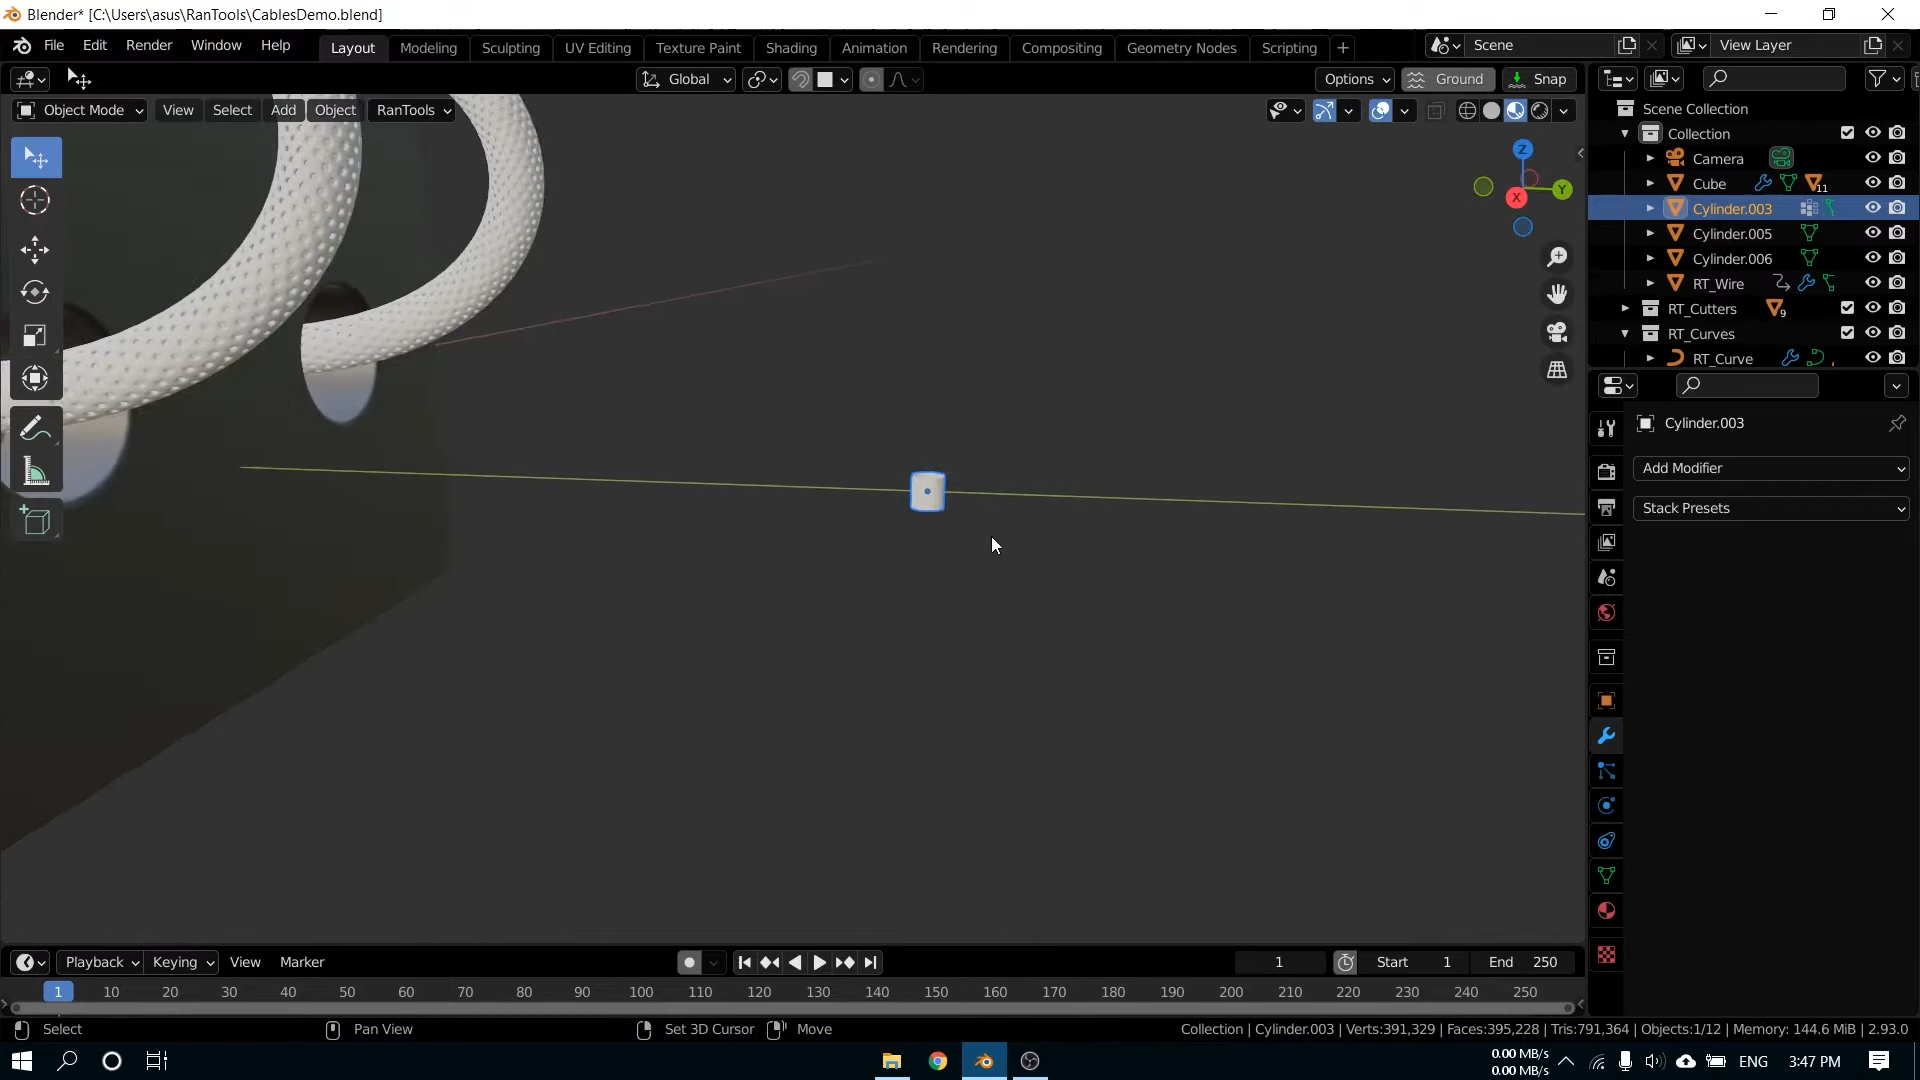 Blender* [C:\Users\asus\RanTools\CablesDemo.blend]
File Edit Render Window Help Layout Modeling Sculpting UV Editing Texture Paint Shading Animation Rendering Compositing Geometry Nodes Scripting + Scene View Layer
Global Options Ground Snap
Object Mode View Select Add Object RanTools
Scene Collection
Collection
Camera
Cube 11
Cylinder.003
Cylinder.005
Cylinder.006
RT_Wire
RT_Cutters 9
RT_Curves
RT_Curve
Z
Y
X
Cylinder.003
Add Modifier
Stack Presets
Playback Keying View Marker 1 Start 1 End 250
1 10 20 30 40 50 60 70 80 90 100 110 120 130 140 150 160 170 180 190 200 210 220 230 240 250
Select Pan View Set 3D Cursor Move Collection | Cylinder.003 | Verts:391,329 | Faces:395,228 | Tris:791,364 | Objects:1/12 | Memory: 144.6 MiB | 2.93.0
0.00 MB/s
0.00 MB/s
ENG 3:47 PM